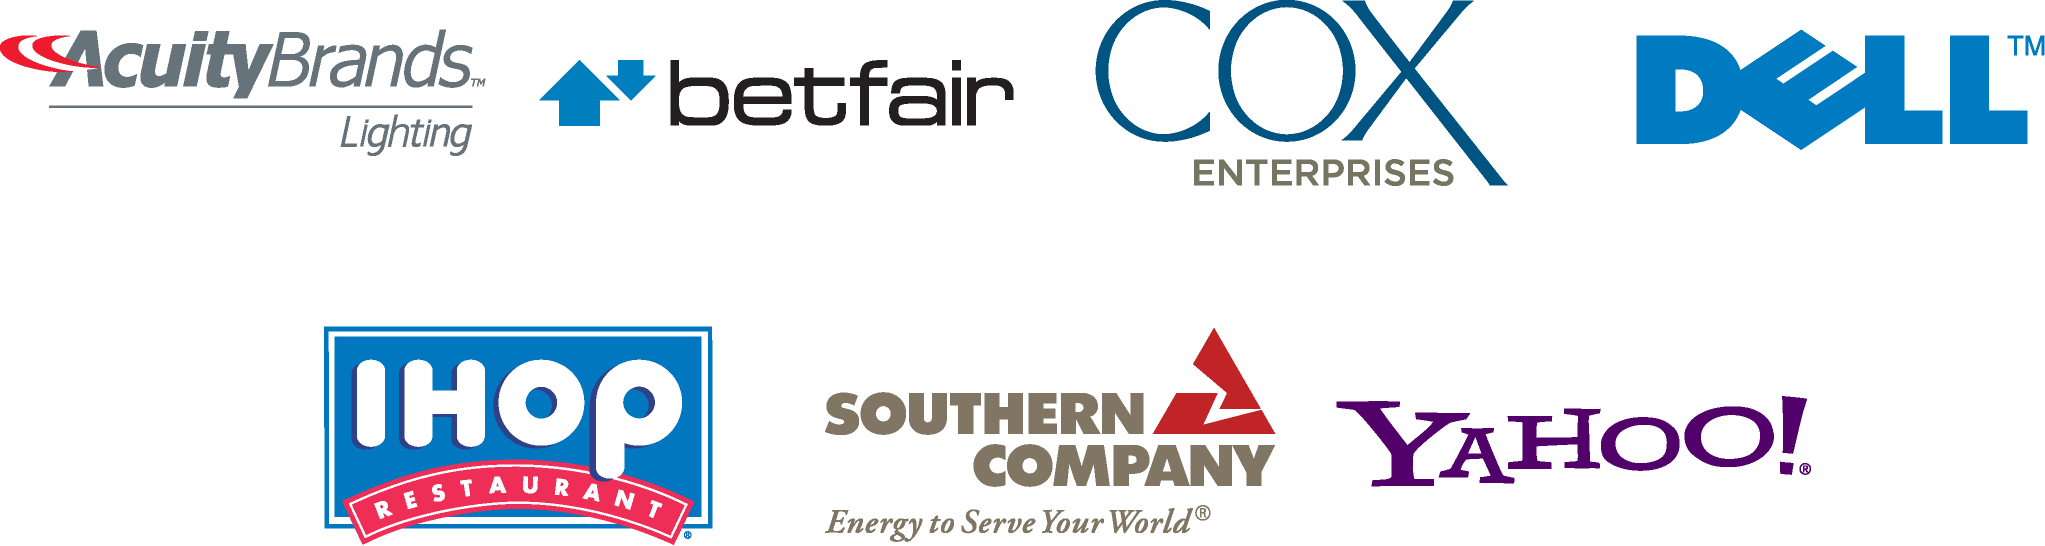 AcuityBrands™
Lighting
betfair
COX
ENTERPRISES
DELL™
IHOP
RESTAURANT®
SOUTHERN
COMPANY
Energy to Serve Your World®
YAHOO!®